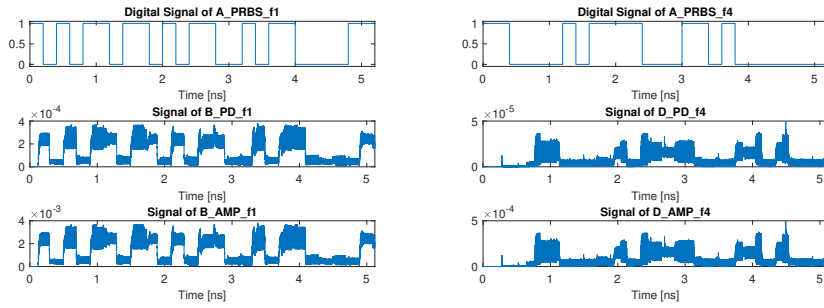 Digital Signal of A_PRBS_f1
1
0.5
0
0 1 2 3 4 5
Time [ns]
×10⁻⁴
Signal of B_PD_f1
4
2
0
0 1 2 3 4 5
Time [ns]
×10⁻³
Signal of B_AMP_f1
4
2
0
0 1 2 3 4 5
Time [ns]
Digital Signal of A_PRBS_f4
1
0.5
0
0 1 2 3 4 5
Time [ns]
×10⁻⁵
Signal of D_PD_f4
5
0
0 1 2 3 4 5
Time [ns]
×10⁻⁴
Signal of D_AMP_f4
5
0
0 1 2 3 4 5
Time [ns]